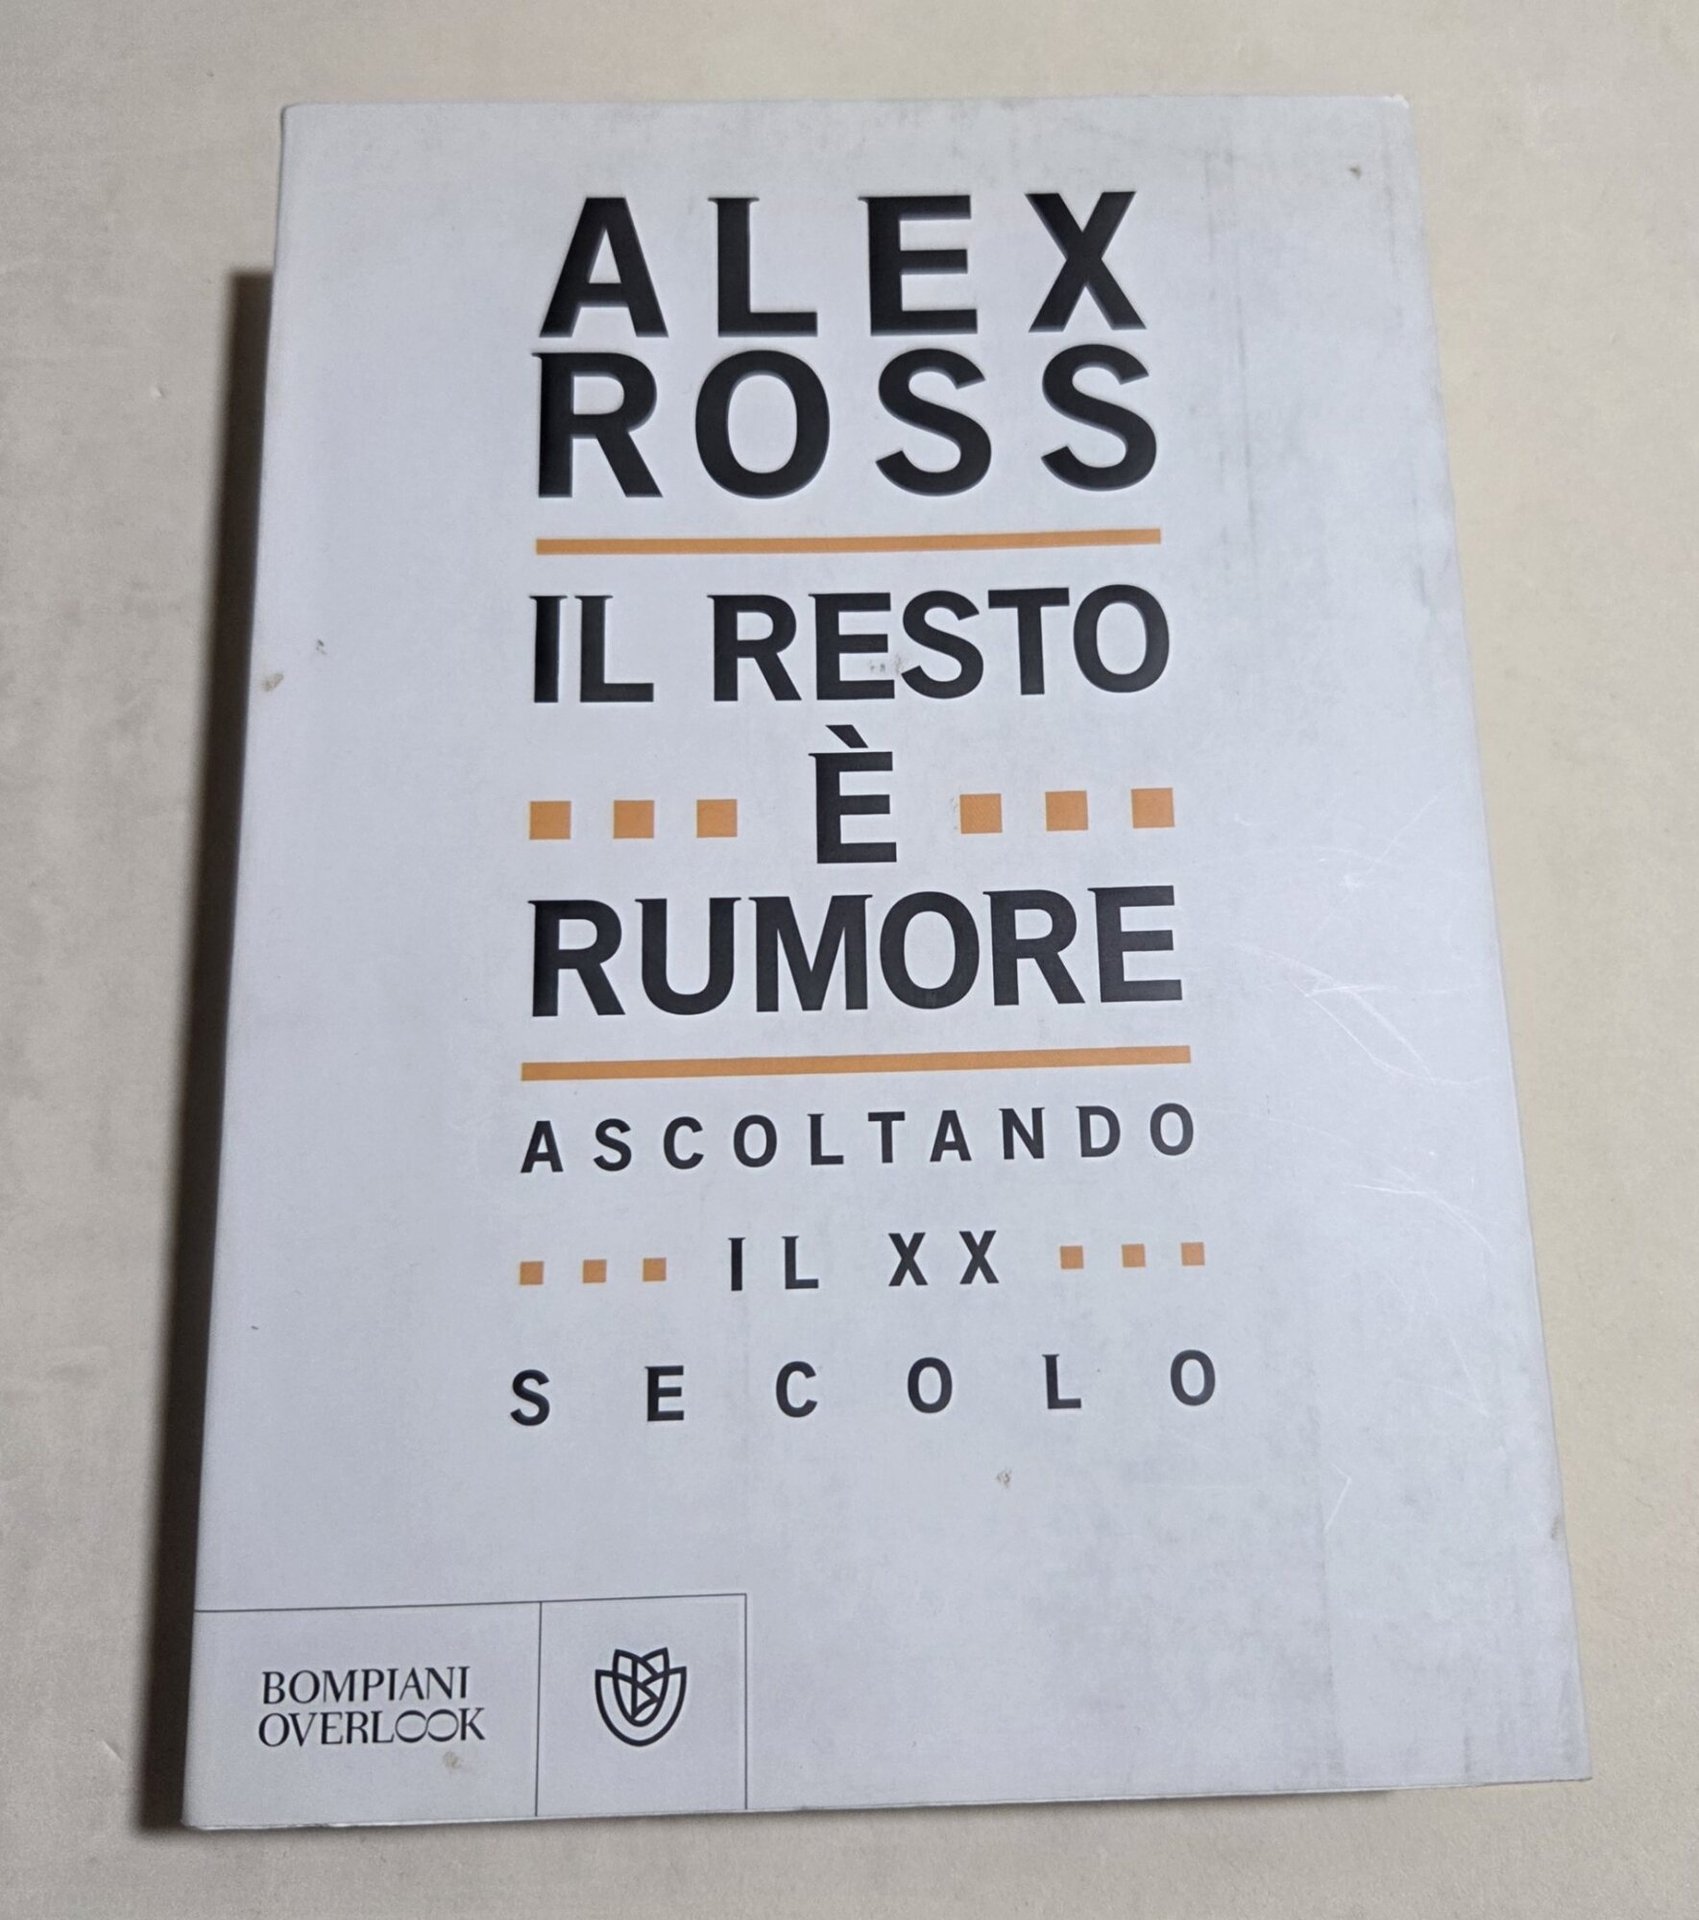 ALEX
ROSS
IL RESTO
È
RUMORE
ASCOLTANDO
IL XX
SECOLO
BOMPIANI
OVERLOOK